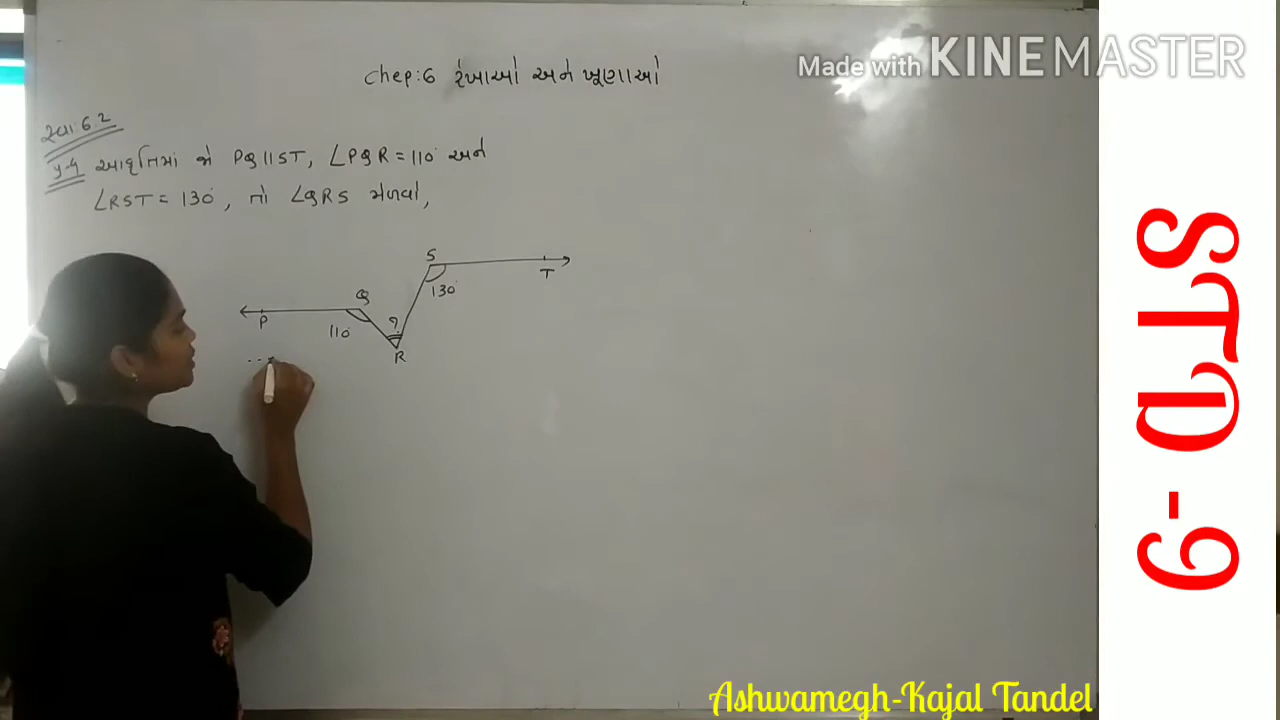 Made with KINEMASTER
Chep:6 રેખાઓ અને ખૂણાઓ
સ્વા 6.2
પ્ર-4 આકૃતિમાં જો PQ II ST, ∠PQR = 110° અને
∠RST = 130°, તો ∠QRS મેળવો,
S
T
130°
Q
P
110°
?
R
STD - 9
Ashwamegh-Kajal Tandel